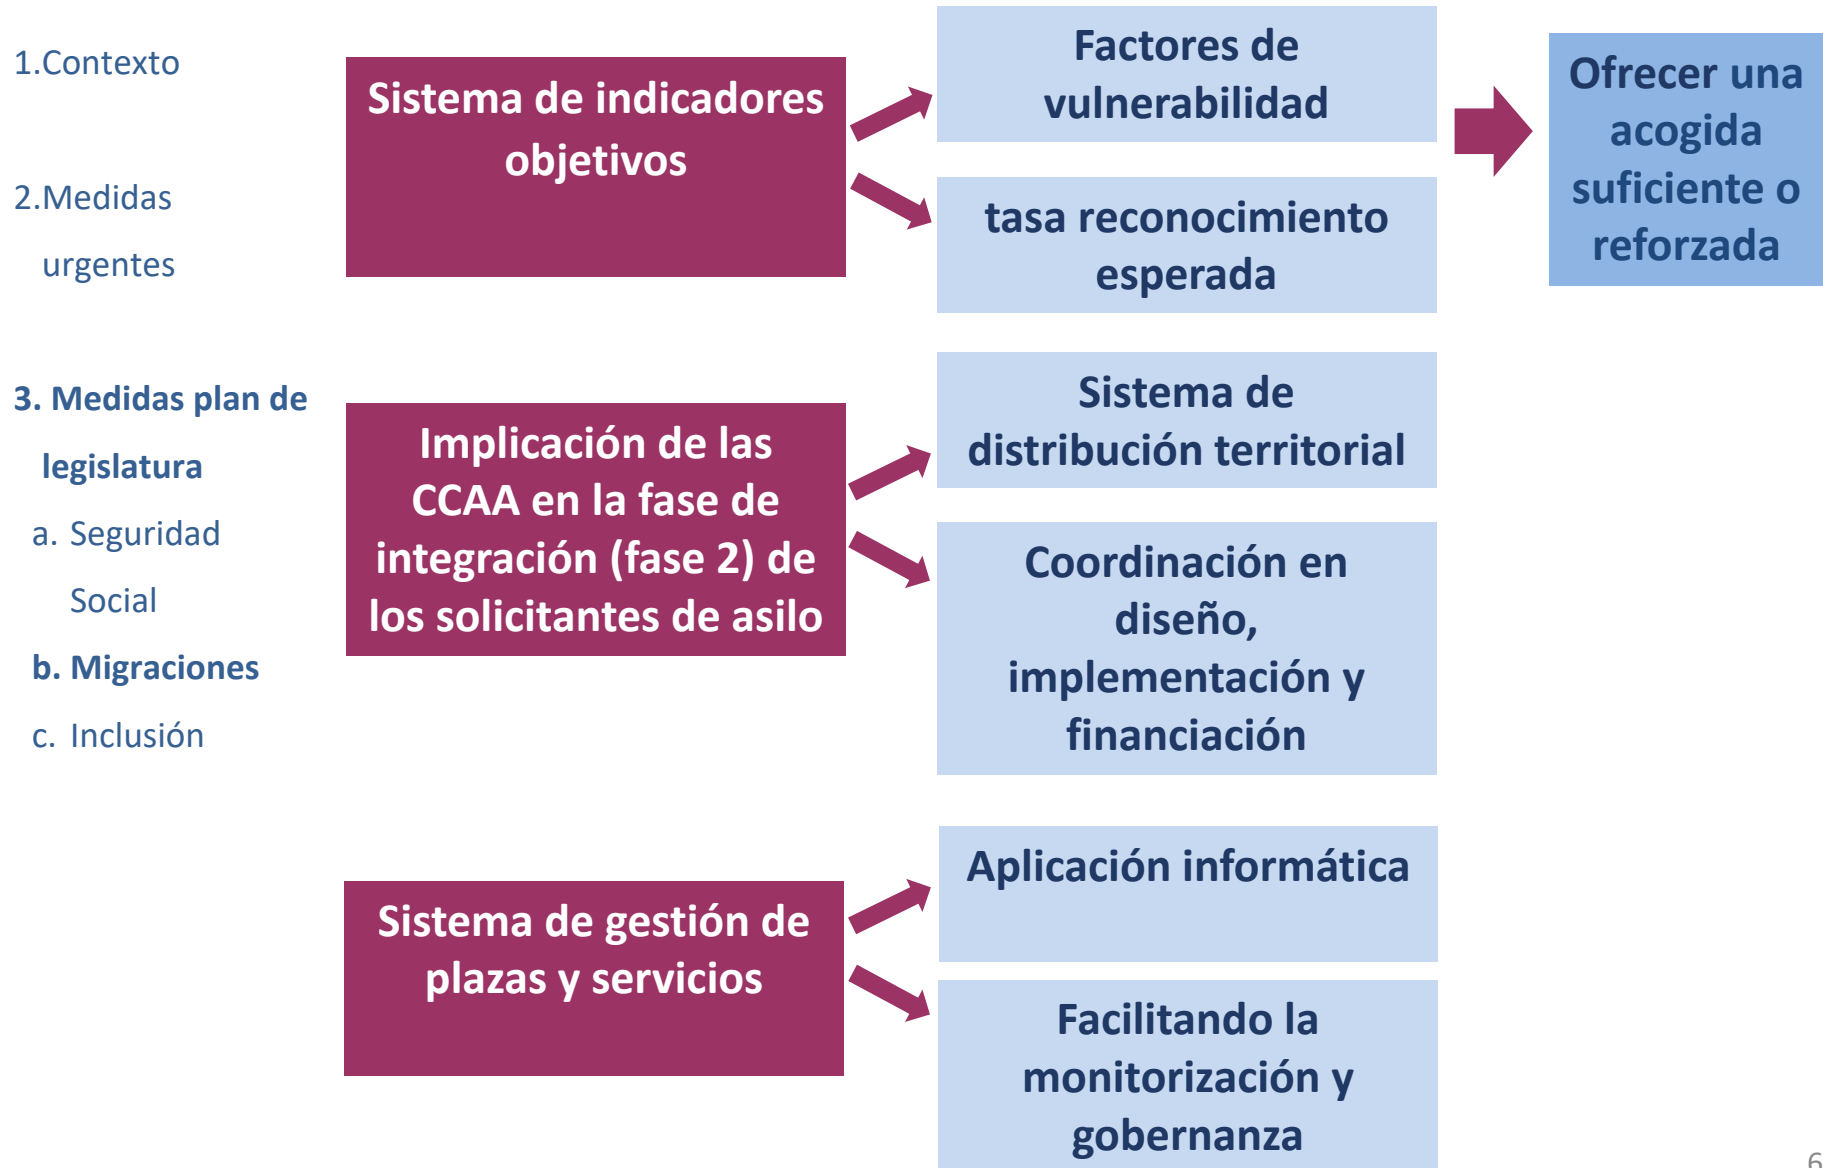 1.Contexto
2.Medidas
urgentes
3. Medidas plan de
legislatura
a. Seguridad
Social
b. Migraciones
c. Inclusión
Sistema de indicadores
objetivos
Factores de
vulnerabilidad
tasa reconocimiento
esperada
Ofrecer una
acogida
suficiente o
reforzada
Implicación de las
CCAA en la fase de
integración (fase 2) de
los solicitantes de asilo
Sistema de
distribución territorial
Coordinación en
diseño,
implementación y
financiación
Sistema de gestión de
plazas y servicios
Aplicación informática
Facilitando la
monitorización y
gobernanza
6